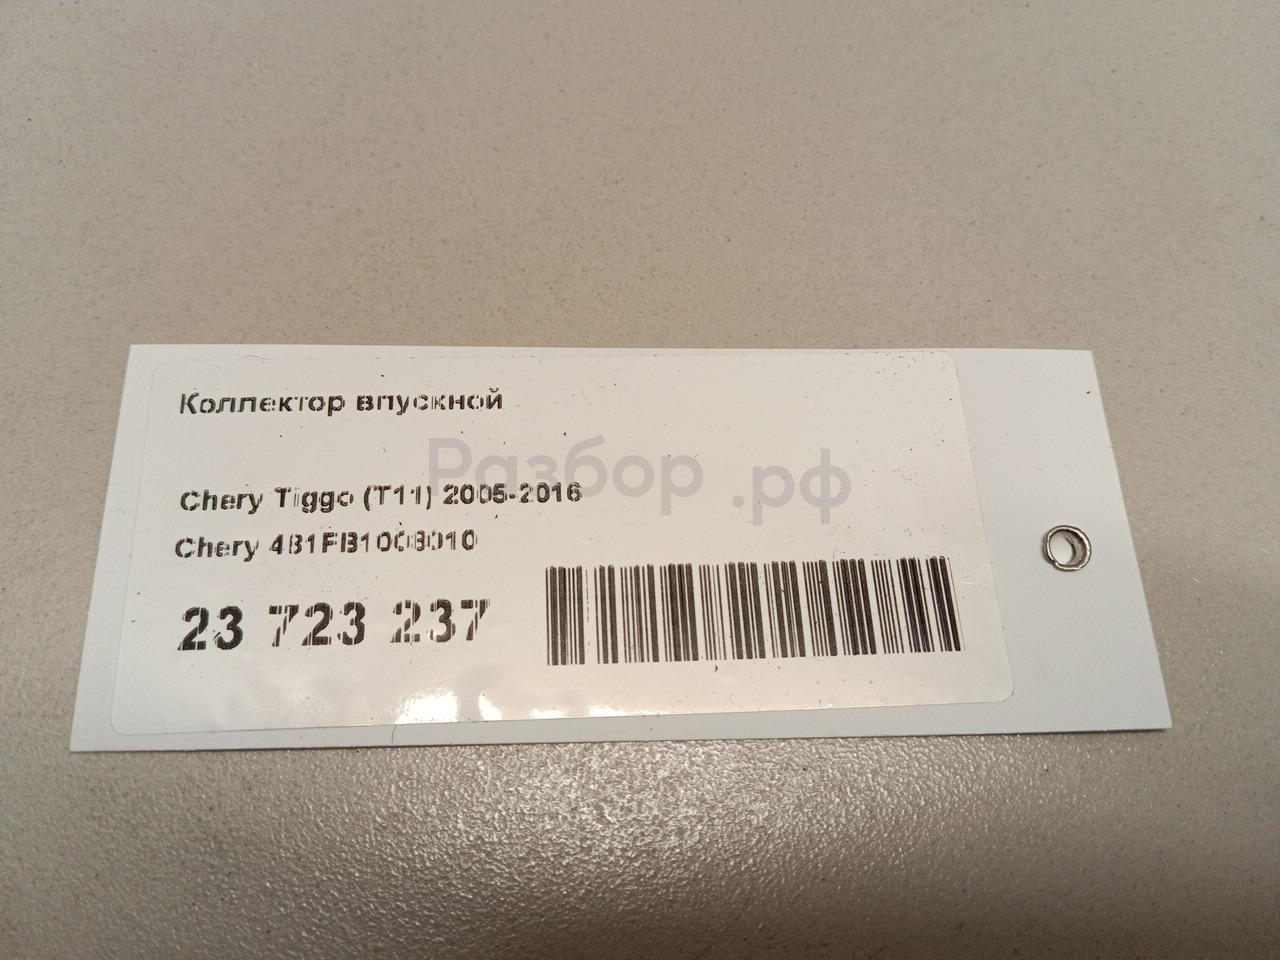 Коллектор впускной
Разбор.рф
Chery Tiggo (T11) 2005-2016
Chery 481FB1008010
23 723 237